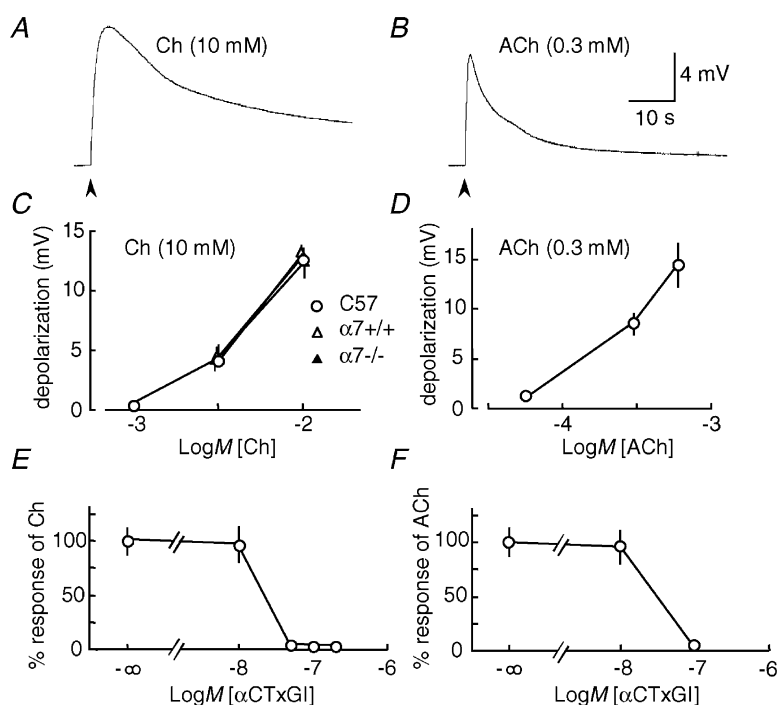 A
Ch (10 mM)
B
ACh (0.3 mM)
4 mV
10 s
C
Ch (10 mM)
depolarization (mV)
15
10
5
0
C57
α7+/+
α7-/-
-3
-2
LogM [Ch]
D
ACh (0.3 mM)
depolarization (mV)
15
10
5
0
-4
-3
LogM [ACh]
E
% response of Ch
100
50
0
-∞
-8
-7
-6
LogM [αCTxGI]
F
% response of ACh
100
50
0
-∞
-8
-7
-6
LogM [αCTxGI]